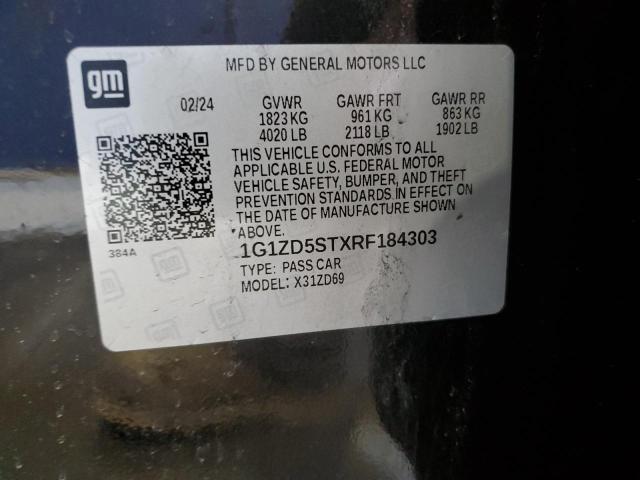 gm
MFD BY GENERAL MOTORS LLC
02/24 GVWR GAWR FRT GAWR RR
1823 KG 961 KG 863 KG
4020 LB 2118 LB 1902 LB
THIS VEHICLE CONFORMS TO ALL
APPLICABLE U.S. FEDERAL MOTOR
VEHICLE SAFETY, BUMPER, AND THEFT
PREVENTION STANDARDS IN EFFECT ON
THE DATE OF MANUFACTURE SHOWN
ABOVE.
384A
1G1ZD5STXRF184303
TYPE: PASS CAR
MODEL: X31ZD69